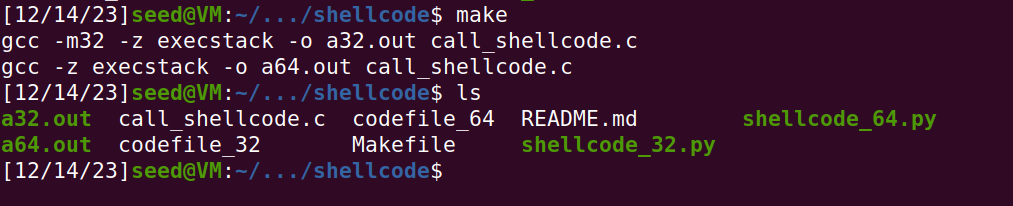 [12/14/23]seed@VM:~/.../shellcode$ make
gcc -m32 -z execstack -o a32.out call_shellcode.c
gcc -z execstack -o a64.out call_shellcode.c
[12/14/23]seed@VM:~/.../shellcode$ ls
a32.out  call_shellcode.c  codefile_64  README.md        shellcode_64.py
a64.out  codefile_32       Makefile     shellcode_32.py
[12/14/23]seed@VM:~/.../shellcode$